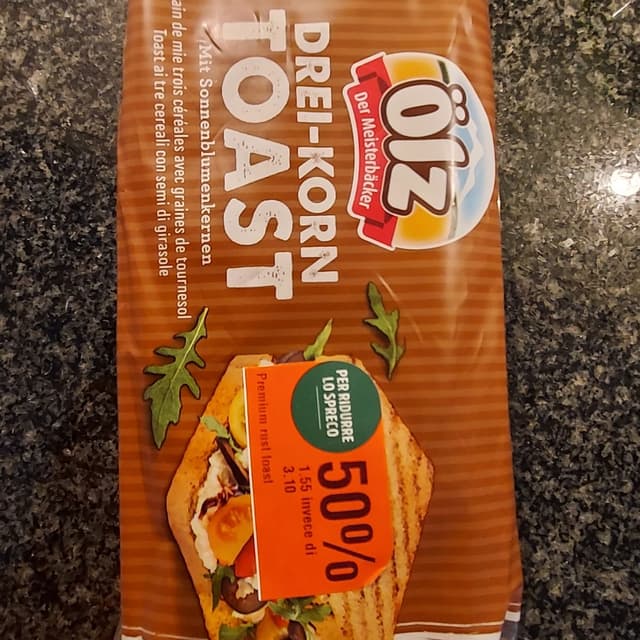 Ölz
Der Meisterbäcker
DREI-KORN
TOAST
Mit Sonnenblumenkernen
de mie trois céréales avec graines de tournesol
Toast ai tre cereali con semi di girasole
PER RIDURRE
LO SPRECO
50%
1.55 invece di
3.10
Premium rust toast